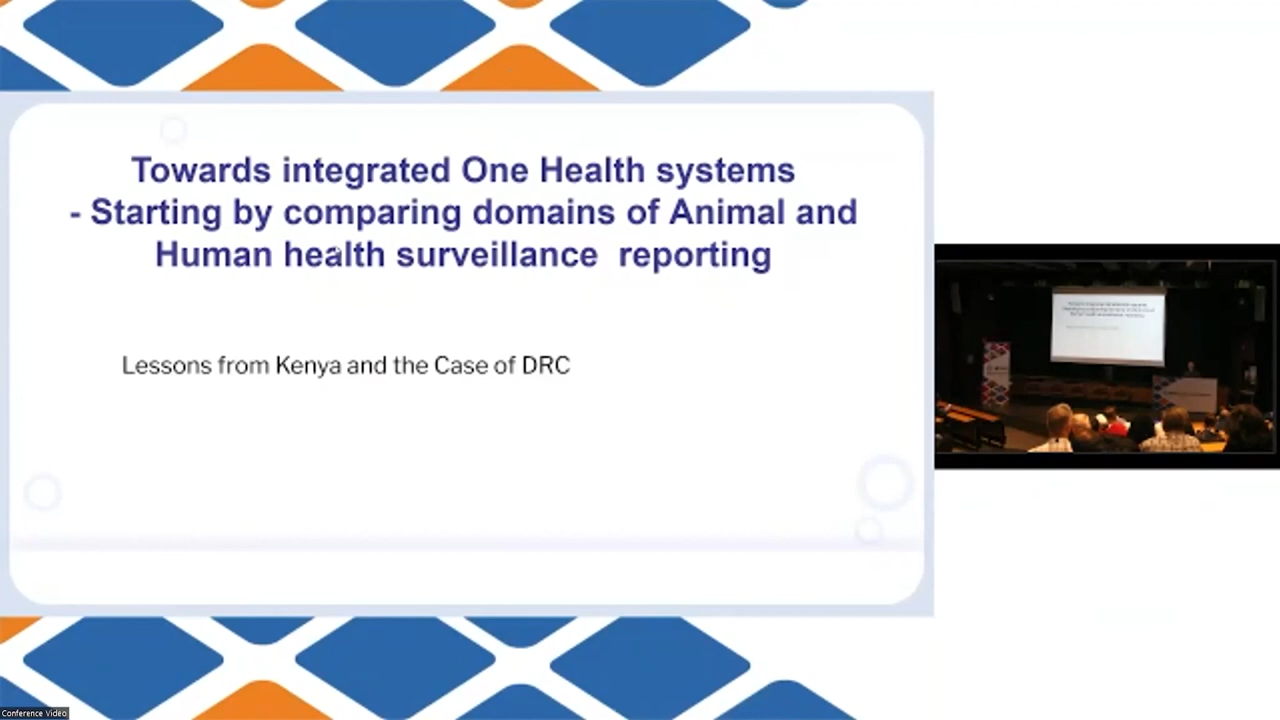 Towards integrated One Health systems
- Starting by comparing domains of Animal and
Human health surveillance reporting
Lessons from Kenya and the Case of DRC
Conference Video